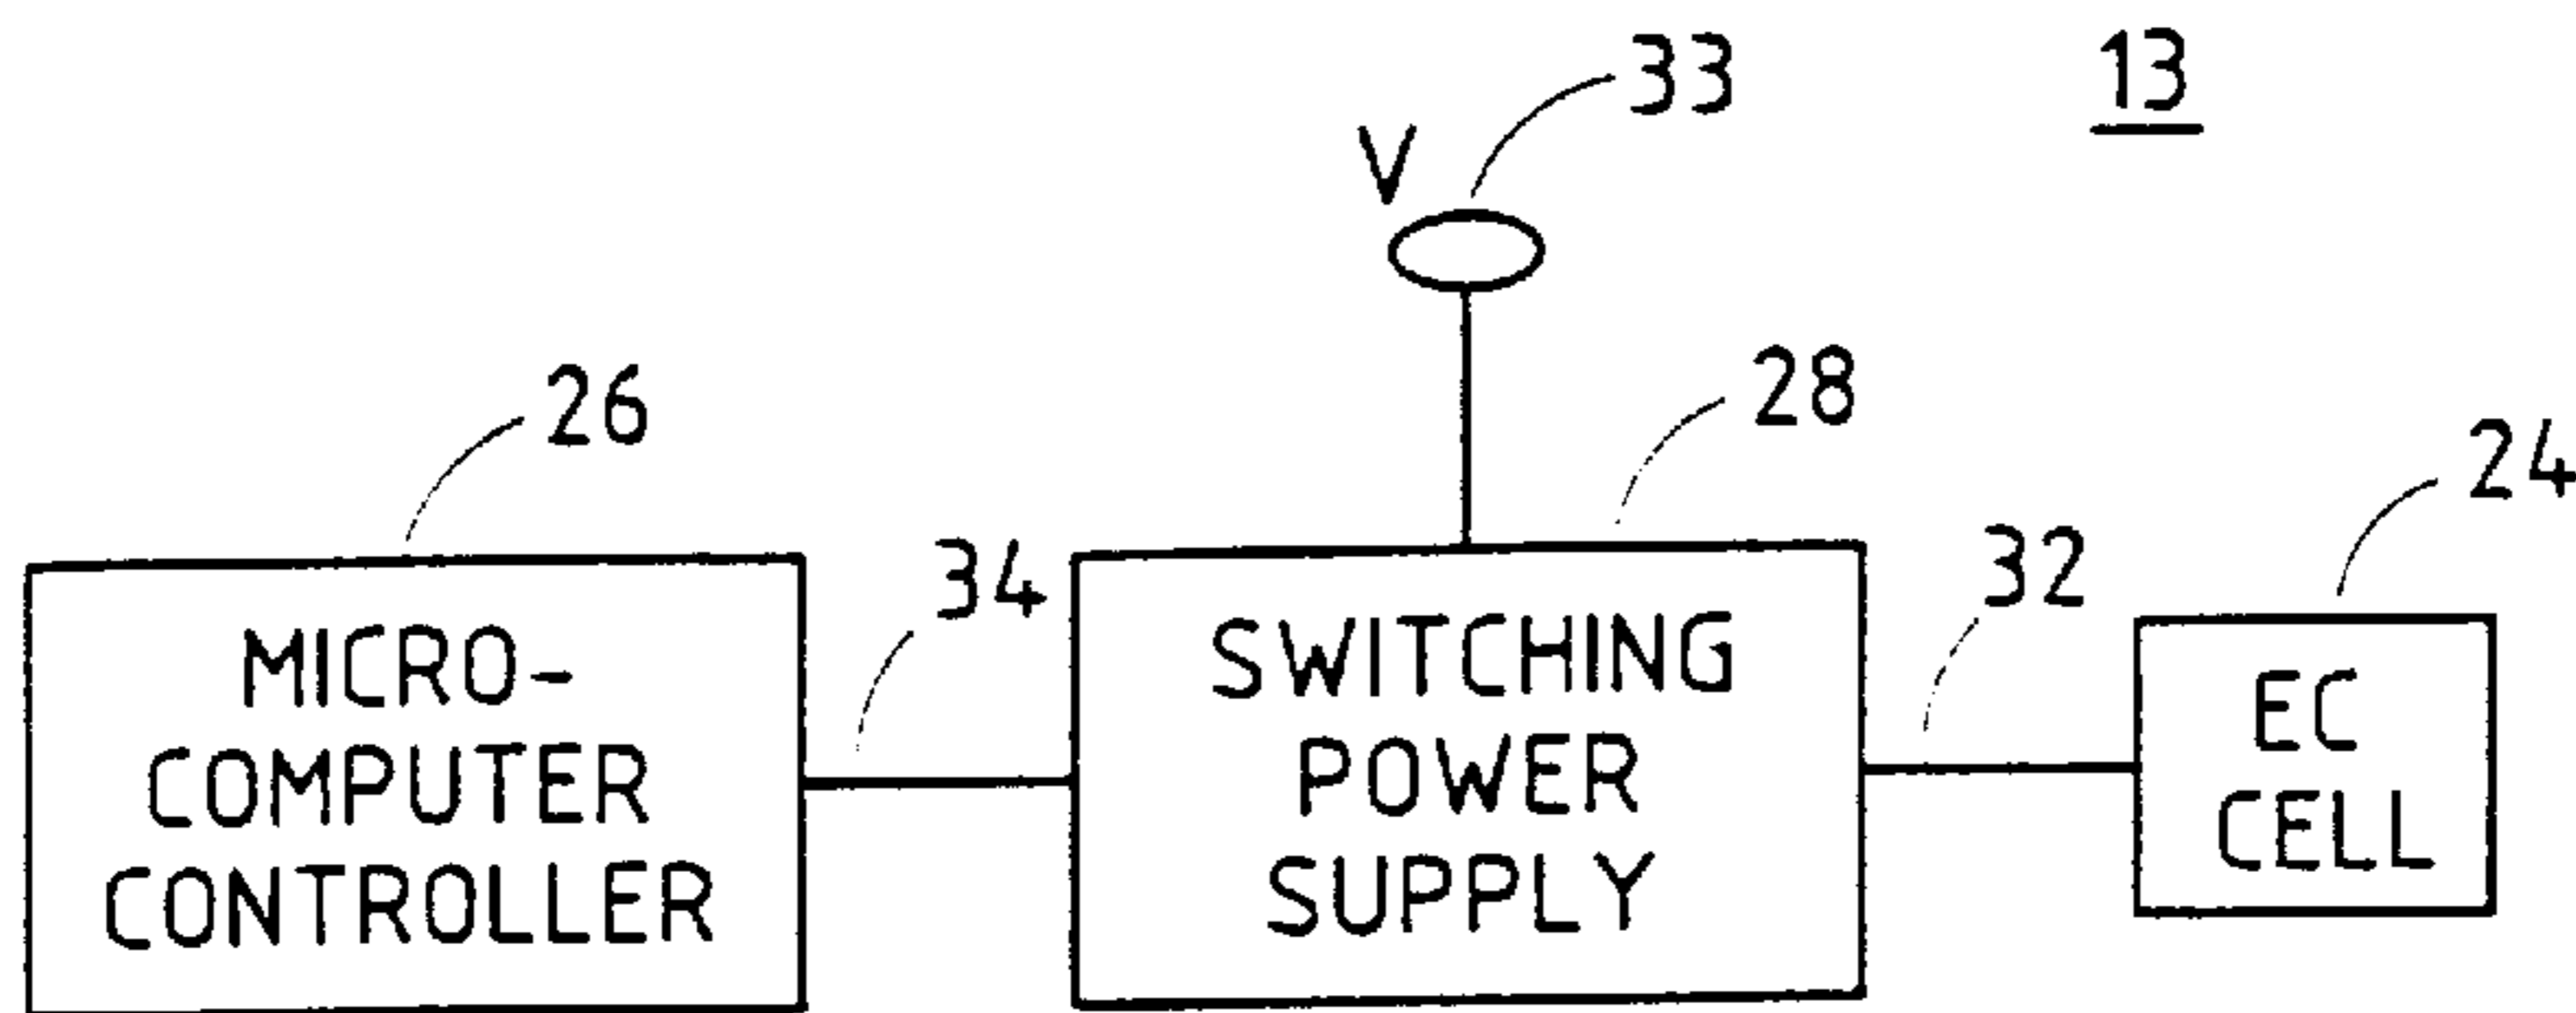 13
33
V
28
26
24
34
32
MICRO-
COMPUTER
CONTROLLER
SWITCHING
POWER
SUPPLY
EC
CELL